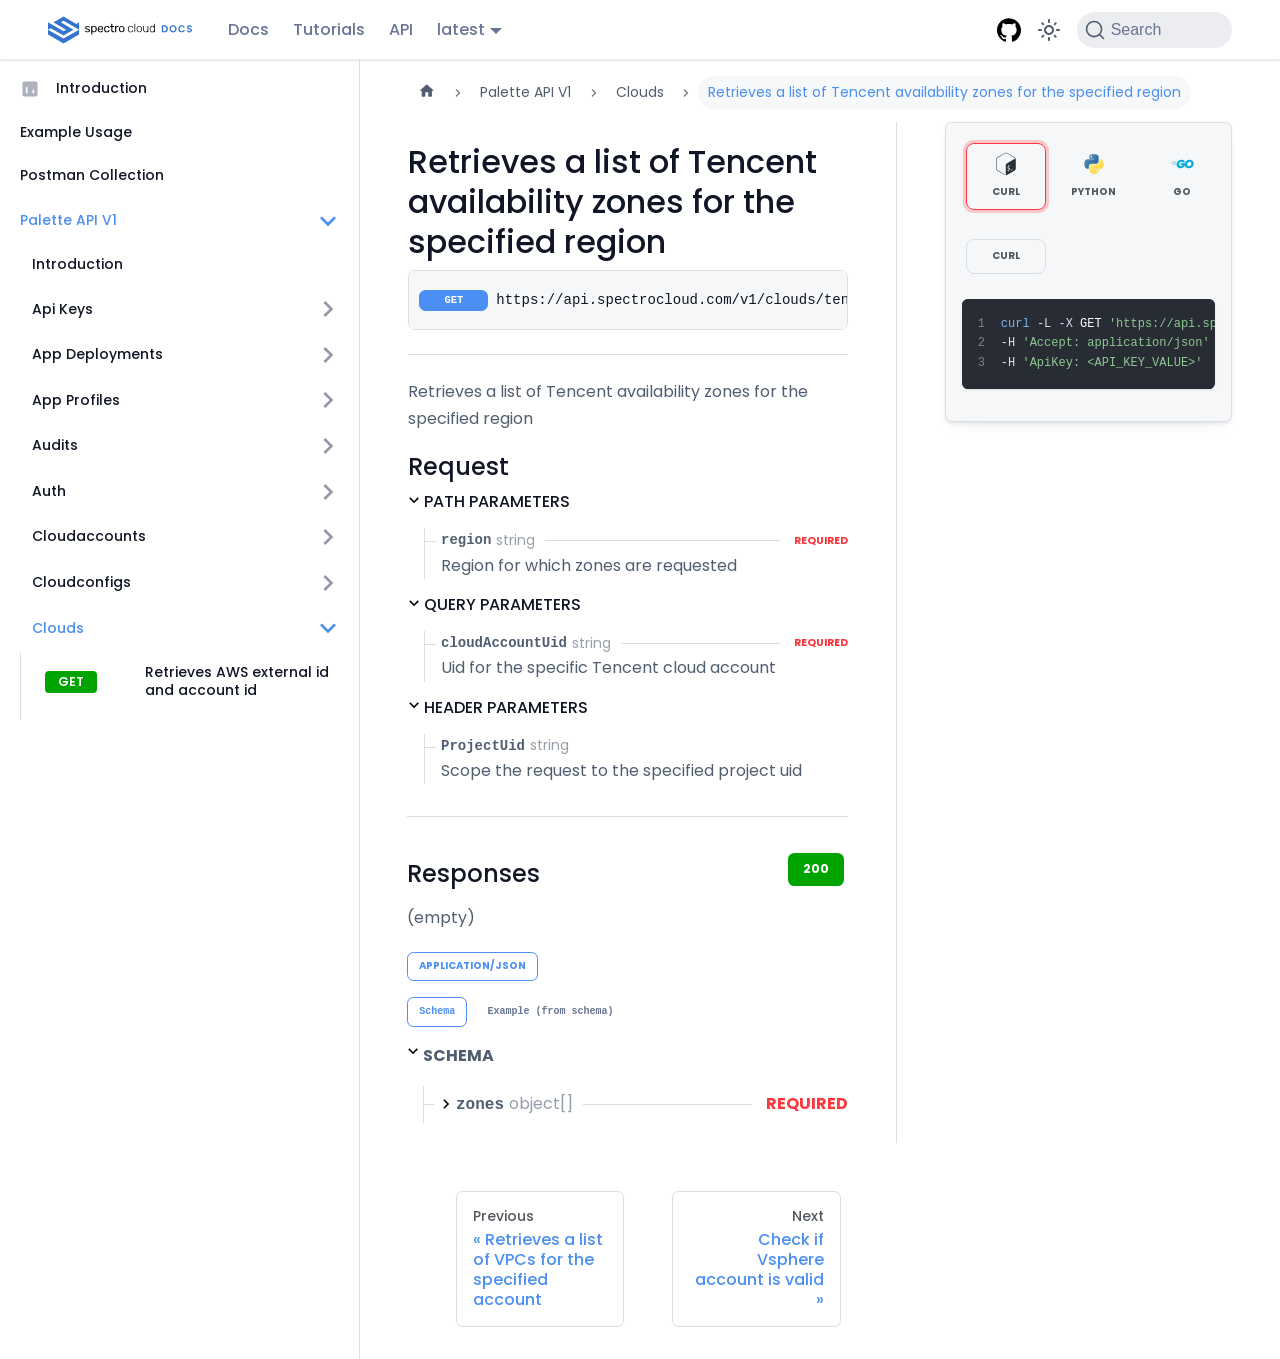 spectro cloud DOCS
Docs
Tutorials
API
latest
Search
Introduction
Example Usage
Postman Collection
Palette API V1
Introduction
Api Keys
App Deployments
App Profiles
Audits
Auth
Cloudaccounts
Cloudconfigs
Clouds
GET
Retrieves AWS external id
and account id
Palette API V1
Clouds
Retrieves a list of Tencent availability zones for the specified region
Retrieves a list of Tencent
availability zones for the
specified region
GET https://api.spectrocloud.com/v1/clouds/ten
Retrieves a list of Tencent availability zones for the
specified region
Request
PATH PARAMETERS
region string REQUIRED
Region for which zones are requested
QUERY PARAMETERS
cloudAccountUid string REQUIRED
Uid for the specific Tencent cloud account
HEADER PARAMETERS
ProjectUid string
Scope the request to the specified project uid
Responses
200
(empty)
APPLICATION/JSON
Schema
Example (from schema)
SCHEMA
zones object[] REQUIRED
Previous
« Retrieves a list
of VPCs for the
specified
account
Next
Check if
Vsphere
account is valid
»
CURL
PYTHON
GO
GO
CURL
1 curl -L -X GET 'https://api.sp
2 -H 'Accept: application/json'
3 -H 'ApiKey: <API_KEY_VALUE>'